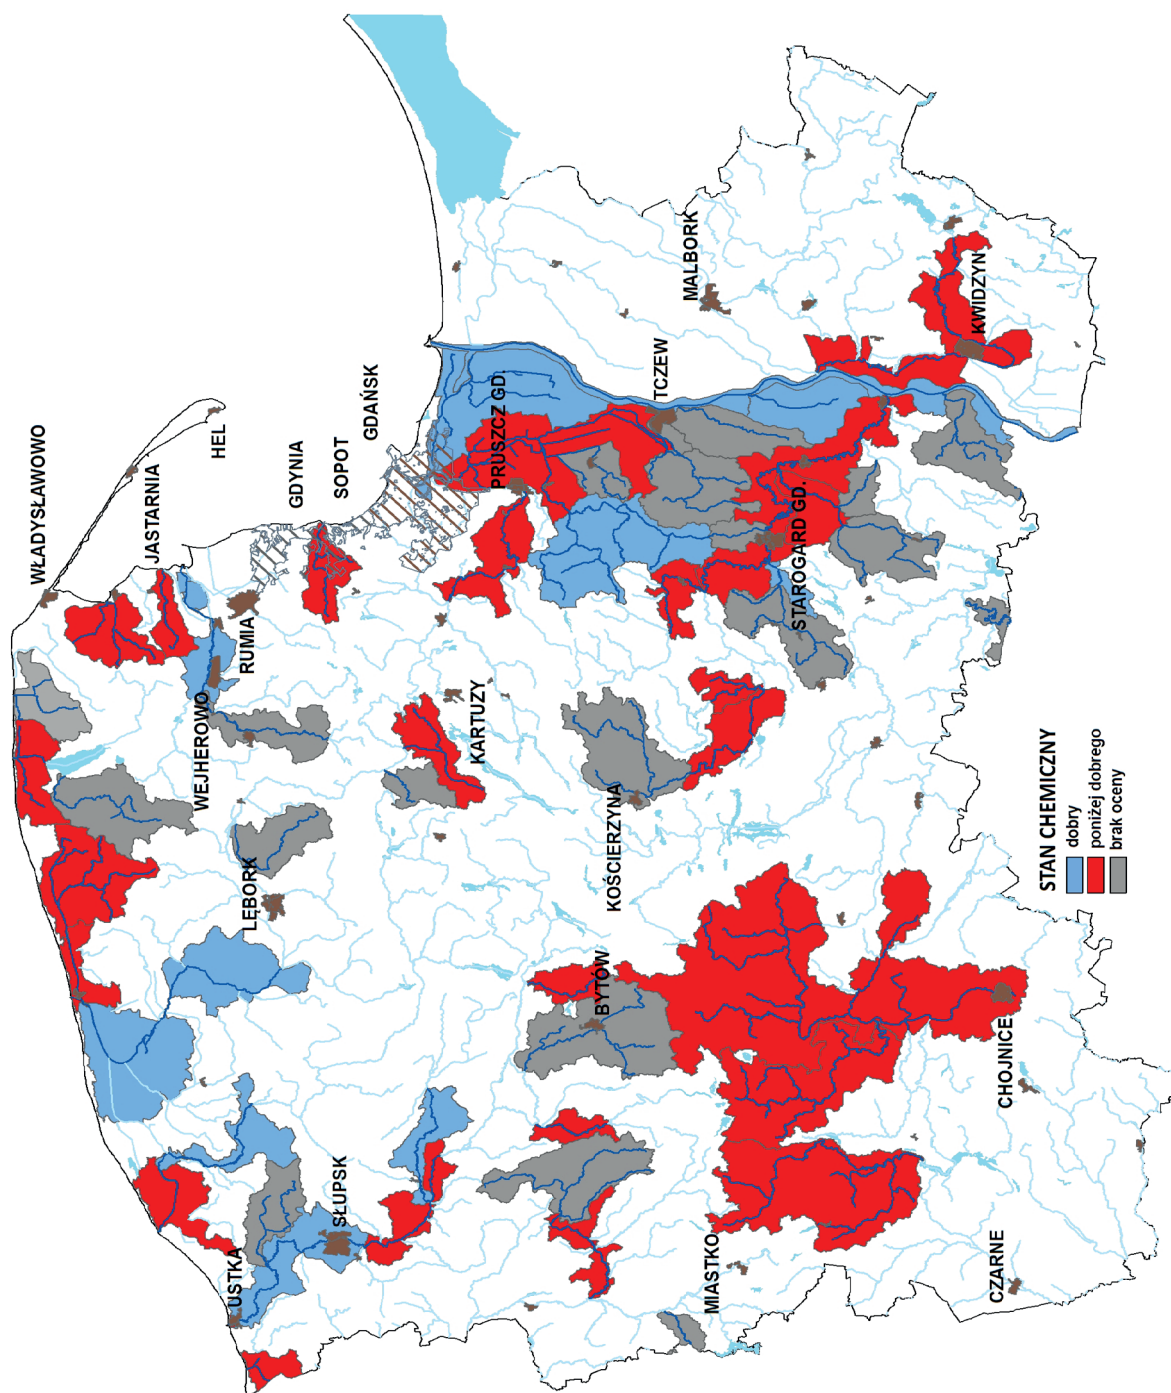 WŁADYSŁAWOWO
JASTARNIA
HEL
GDYNIA
SOPOT
GDAŃSK
PRUSZCZ GD.
TCZEW
MALBORK
KWIDZYN
STAROGARD GD.
RUMIA
WEJHEROWO
KARTUZY
KOŚCIERZYNA
LĘBORK
BYTÓW
CHOJNICE
SŁUPSK
USTKA
MIASTKO
CZARNE
STAN CHEMICZNY
dobry
poniżej dobrego
brak oceny